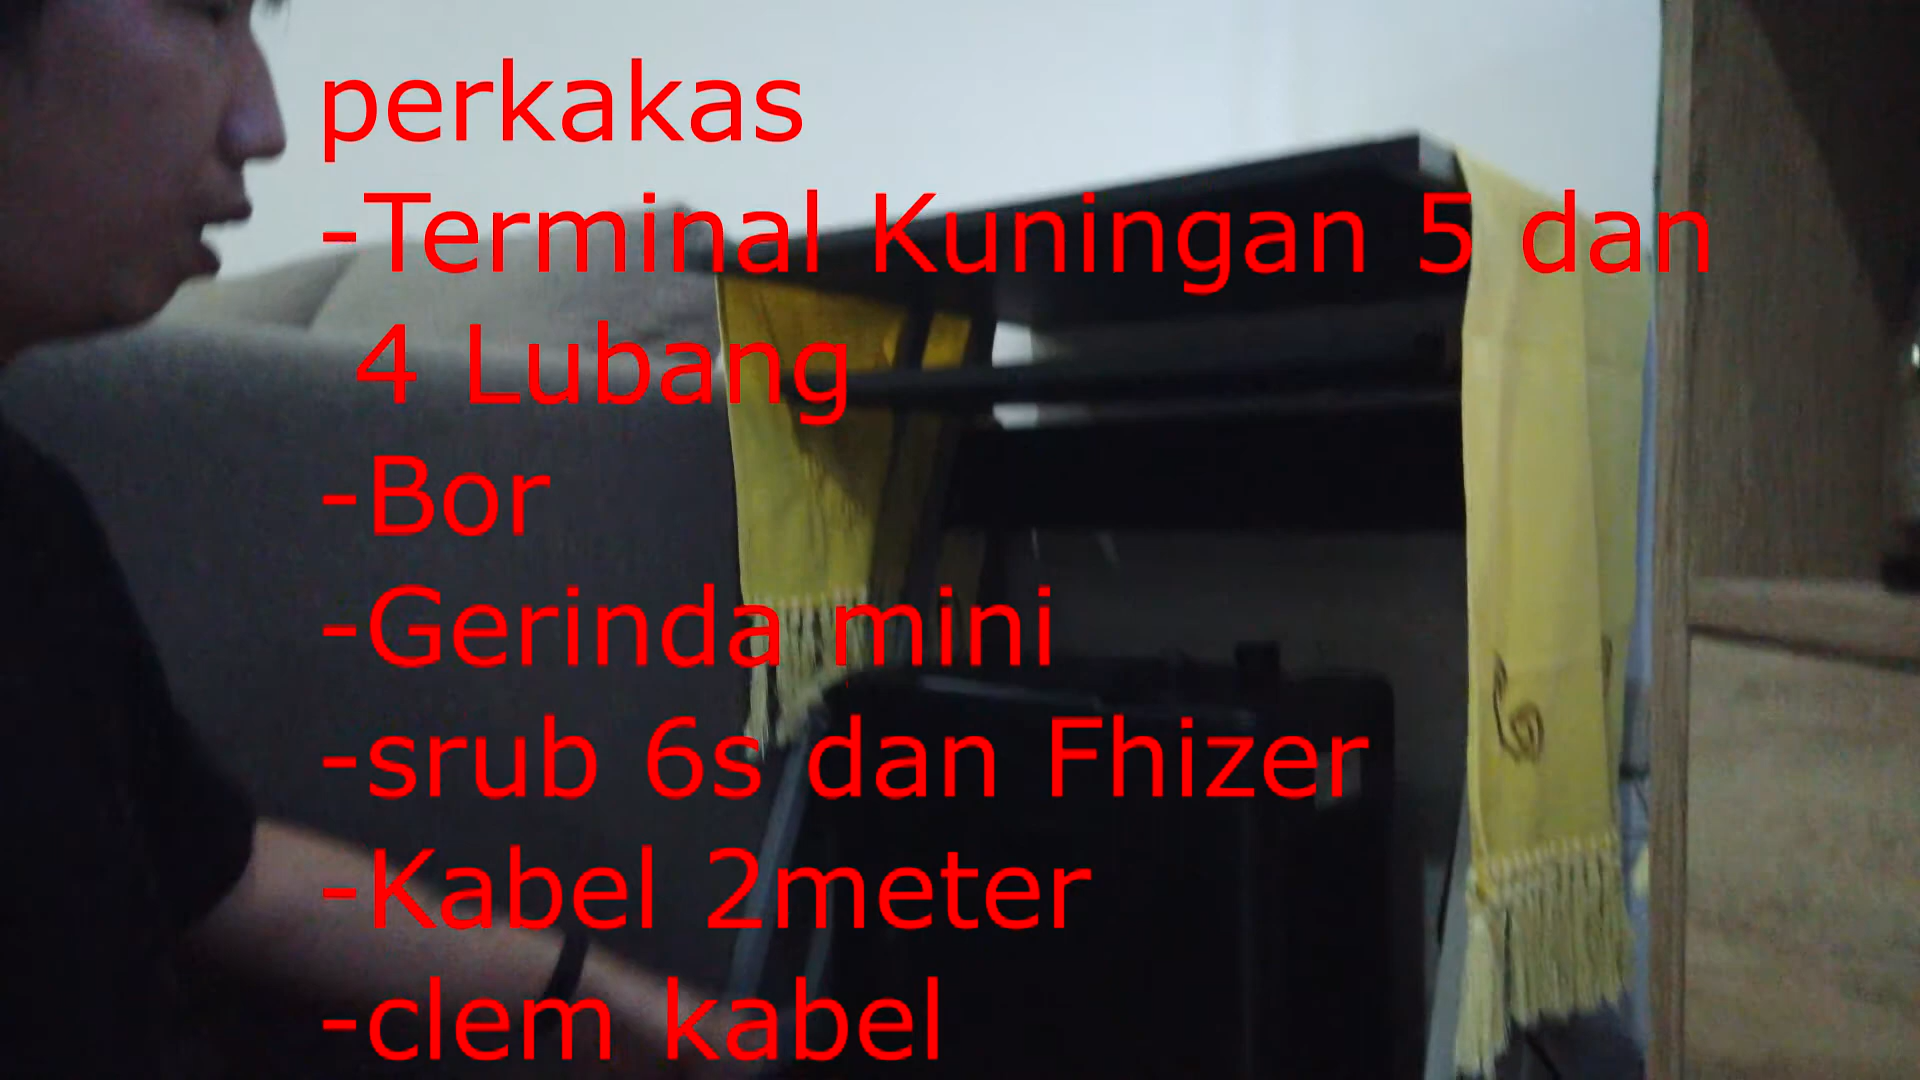 perkakas
-Terminal Kuningan 5 dan
4 Lubang
-Bor
-Gerinda mini
-srub 6s dan Fhizer
-Kabel 2meter
-clem kabel